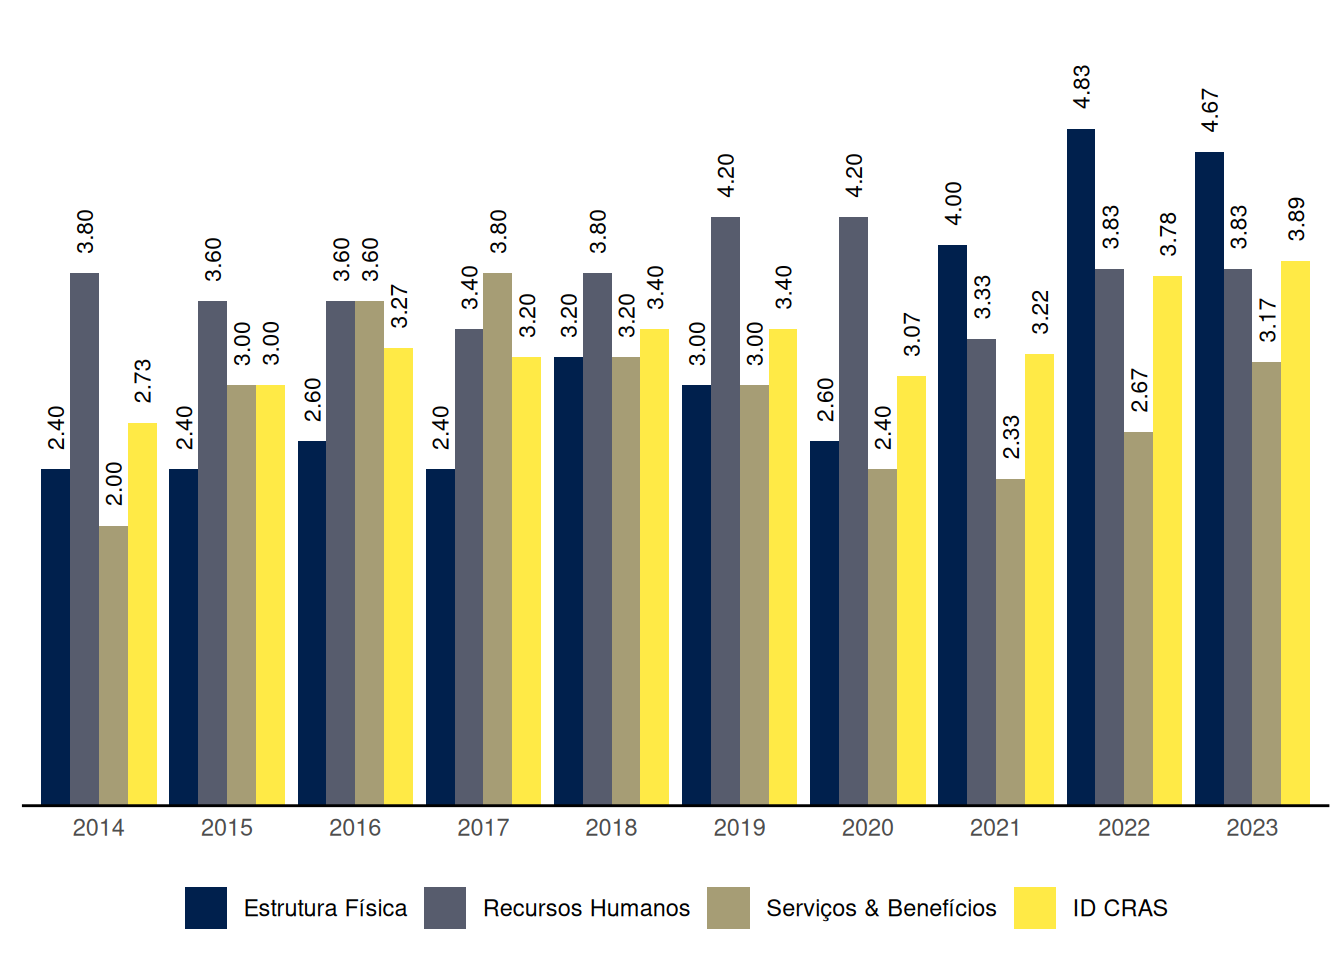 2.40 3.80 2.00 2.73
2.40 3.60 3.00 3.00
2.60 3.60 3.60 3.27
2.40 3.40 3.80 3.20
3.20 3.80 3.20 3.40
3.00 4.20 3.00 3.40
2.60 4.20 2.40 3.07
4.00 3.33 2.33 3.22
4.83 3.83 2.67 3.78
4.67 3.83 3.17 3.89
2014 2015 2016 2017 2018 2019 2020 2021 2022 2023
Estrutura Física Recursos Humanos Serviços & Benefícios ID CRAS